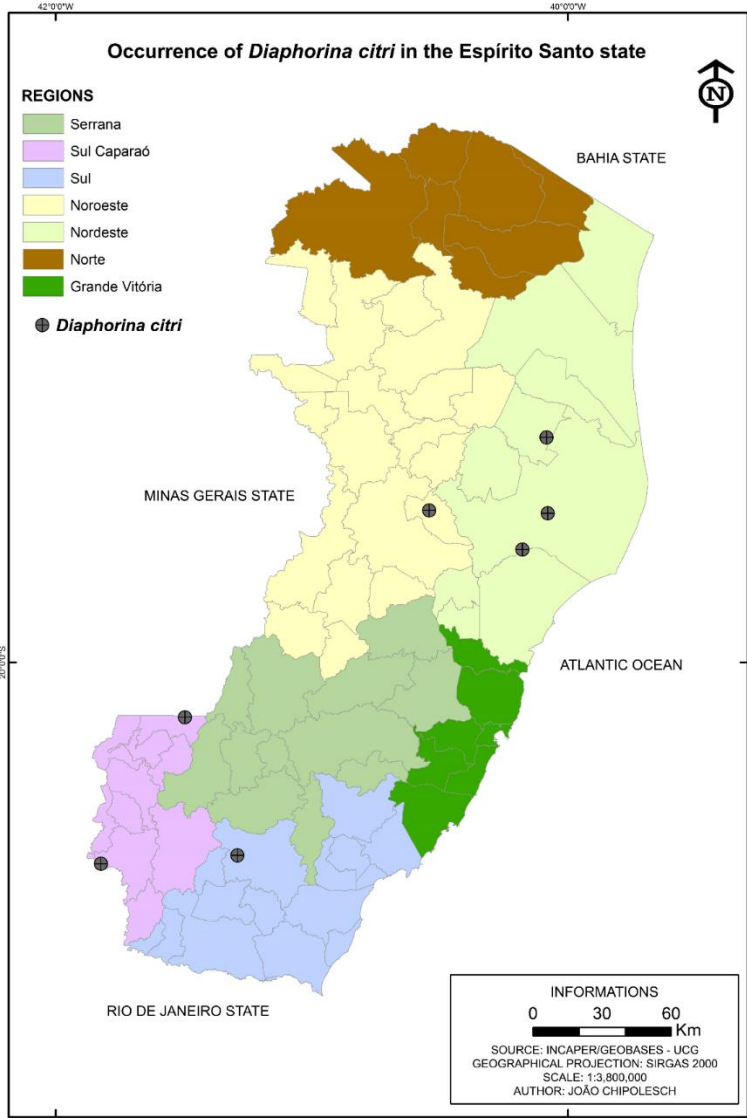 42°0'0"W
40°0'0"W
Occurrence of Diaphorina citri in the Espírito Santo state
N
REGIONS
Serrana
Sul Caparaó
Sul
Noroeste
Nordeste
Norte
Grande Vitória
Diaphorina citri
BAHIA STATE
MINAS GERAIS STATE
20°0'0"S
ATLANTIC OCEAN
RIO DE JANEIRO STATE
INFORMATIONS
0 30 60
Km
SOURCE: INCAPER/GEOBASES - UCG
GEOGRAPHICAL PROJECTION: SIRGAS 2000
SCALE: 1:3,800,000
AUTHOR: JOÃO CHIPOLESCH